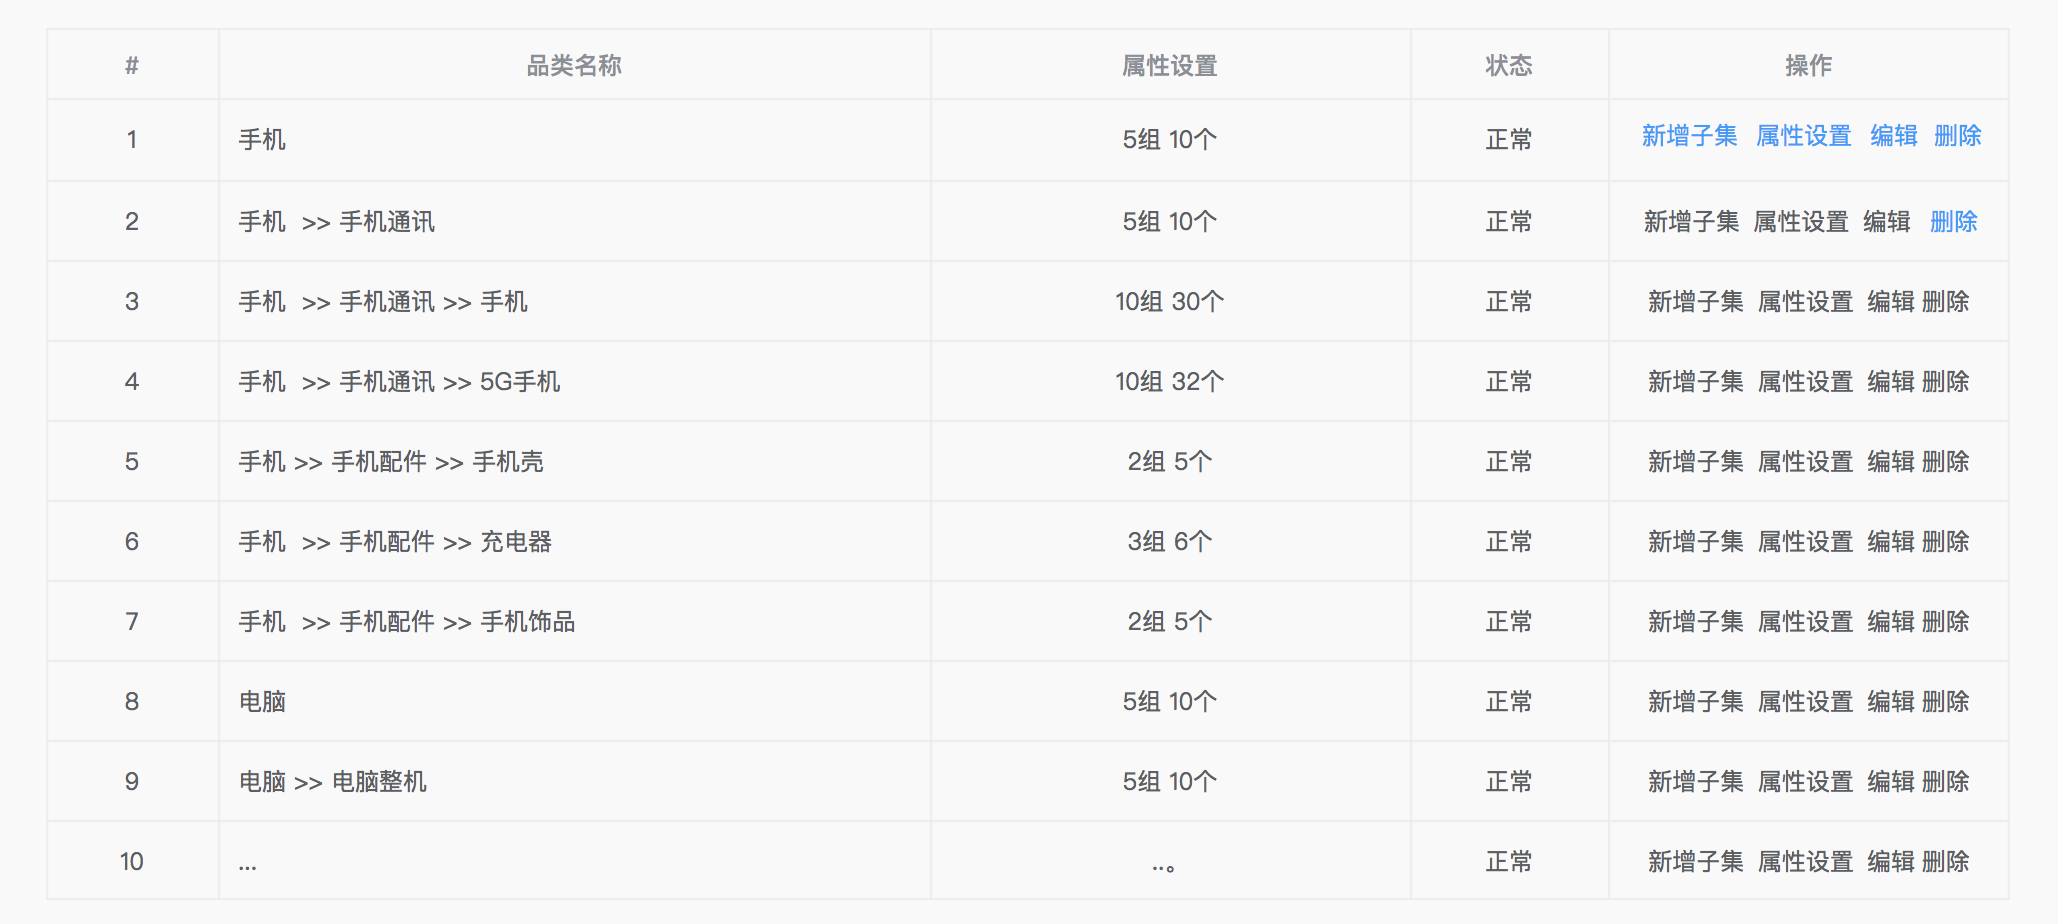 # 品类名称 属性设置 状态 操作
1 手机 5组 10个 正常 新增子集 属性设置 编辑 删除
2 手机 >> 手机通讯 5组 10个 正常 新增子集 属性设置 编辑 删除
3 手机 >> 手机通讯 >> 手机 10组 30个 正常 新增子集 属性设置 编辑 删除
4 手机 >> 手机通讯 >> 5G手机 10组 32个 正常 新增子集 属性设置 编辑 删除
5 手机 >> 手机配件 >> 手机壳 2组 5个 正常 新增子集 属性设置 编辑 删除
6 手机 >> 手机配件 >> 充电器 3组 6个 正常 新增子集 属性设置 编辑 删除
7 手机 >> 手机配件 >> 手机饰品 2组 5个 正常 新增子集 属性设置 编辑 删除
8 电脑 5组 10个 正常 新增子集 属性设置 编辑 删除
9 电脑 >> 电脑整机 5组 10个 正常 新增子集 属性设置 编辑 删除
10 ... ..。 正常 新增子集 属性设置 编辑 删除